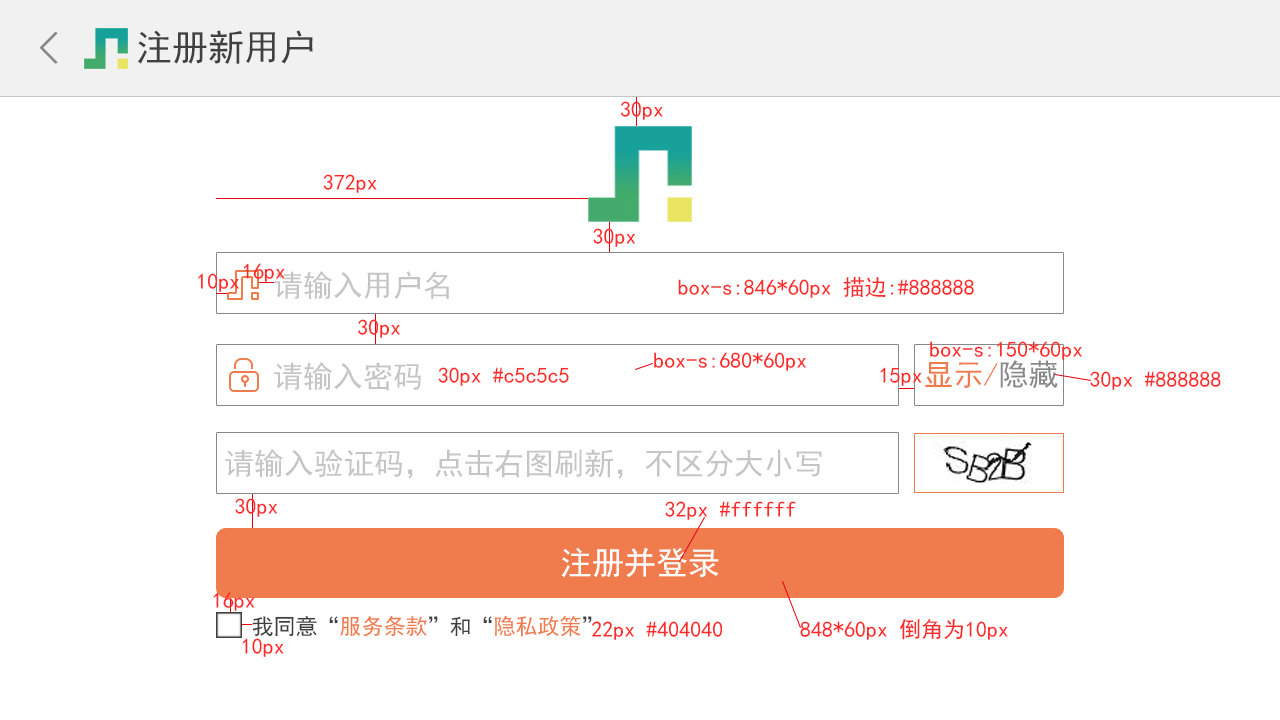 注册新用户
30px
372px
30px
10px
16px
请输入用户名
box-s:846*60px 描边:#888888
30px
请输入密码
30px #c5c5c5
box-s:680*60px
15px
box-s:150*60px
显示/隐藏
30px #888888
请输入验证码，点击右图刷新，不区分大小写
SB2B
30px
32px #ffffff
注册并登录
16px
我同意“服务条款”和“隐私政策”
22px #404040
848*60px 倒角为10px
10px